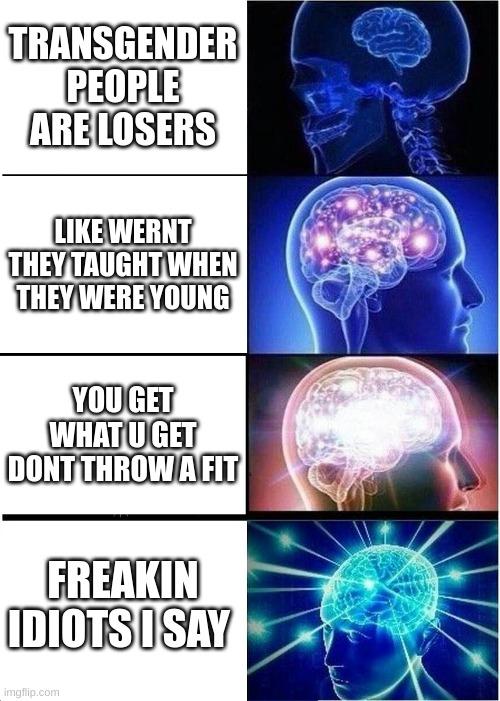 TRANSGENDER
PEOPLE
ARE LOSERS
LIKE WERNT
THEY TAUGHT WHEN
THEY WERE YOUNG
YOU GET
WHAT U GET
DONT THROW A FIT
FREAKIN
IDIOTS I SAY
imgflip.com